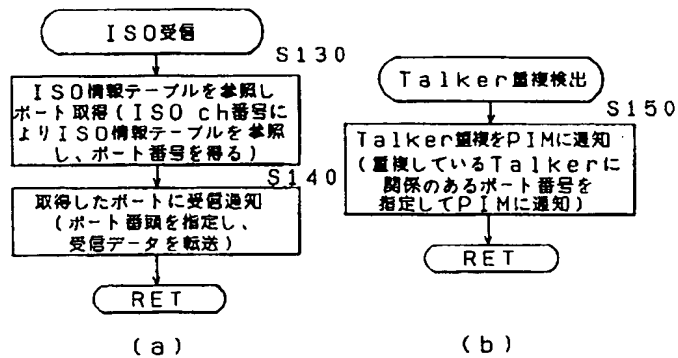 ISO受信
S130
ISO情報テーブルを参照し
ポート取得(ISO ch番号に
よりISO情報テーブルを参照
し、ポート番号を得る)
S140
取得したポートに受信通知
(ポート番頭を指定し、
受信データを転送)
RET
(a)
Talker重複検出
S150
Talker重複をPIMに通知
(重複しているTalkerに
関係のあるポート番号を
指定してPIMに通知)
RET
(b)